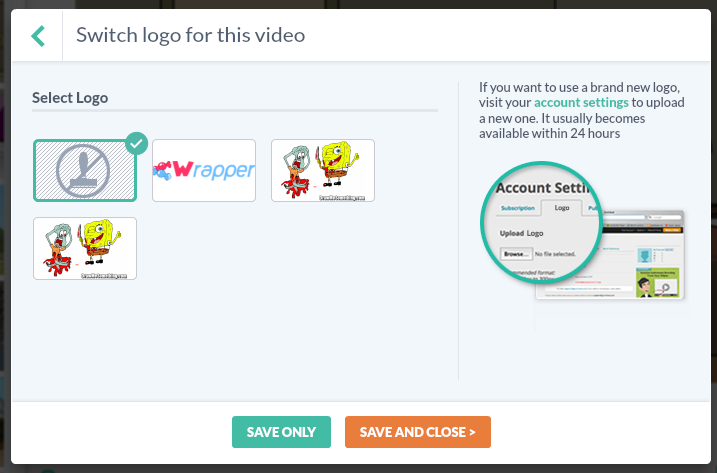 Switch logo for this video
Select Logo
If you want to use a brand new logo,
visit your account settings to upload
a new one. It usually becomes
available within 24 hours
Wrapper
Account Setti
Subscription Logo Pu
Upload Logo
Browse... No file selected.
SAVE ONLY
SAVE AND CLOSE >